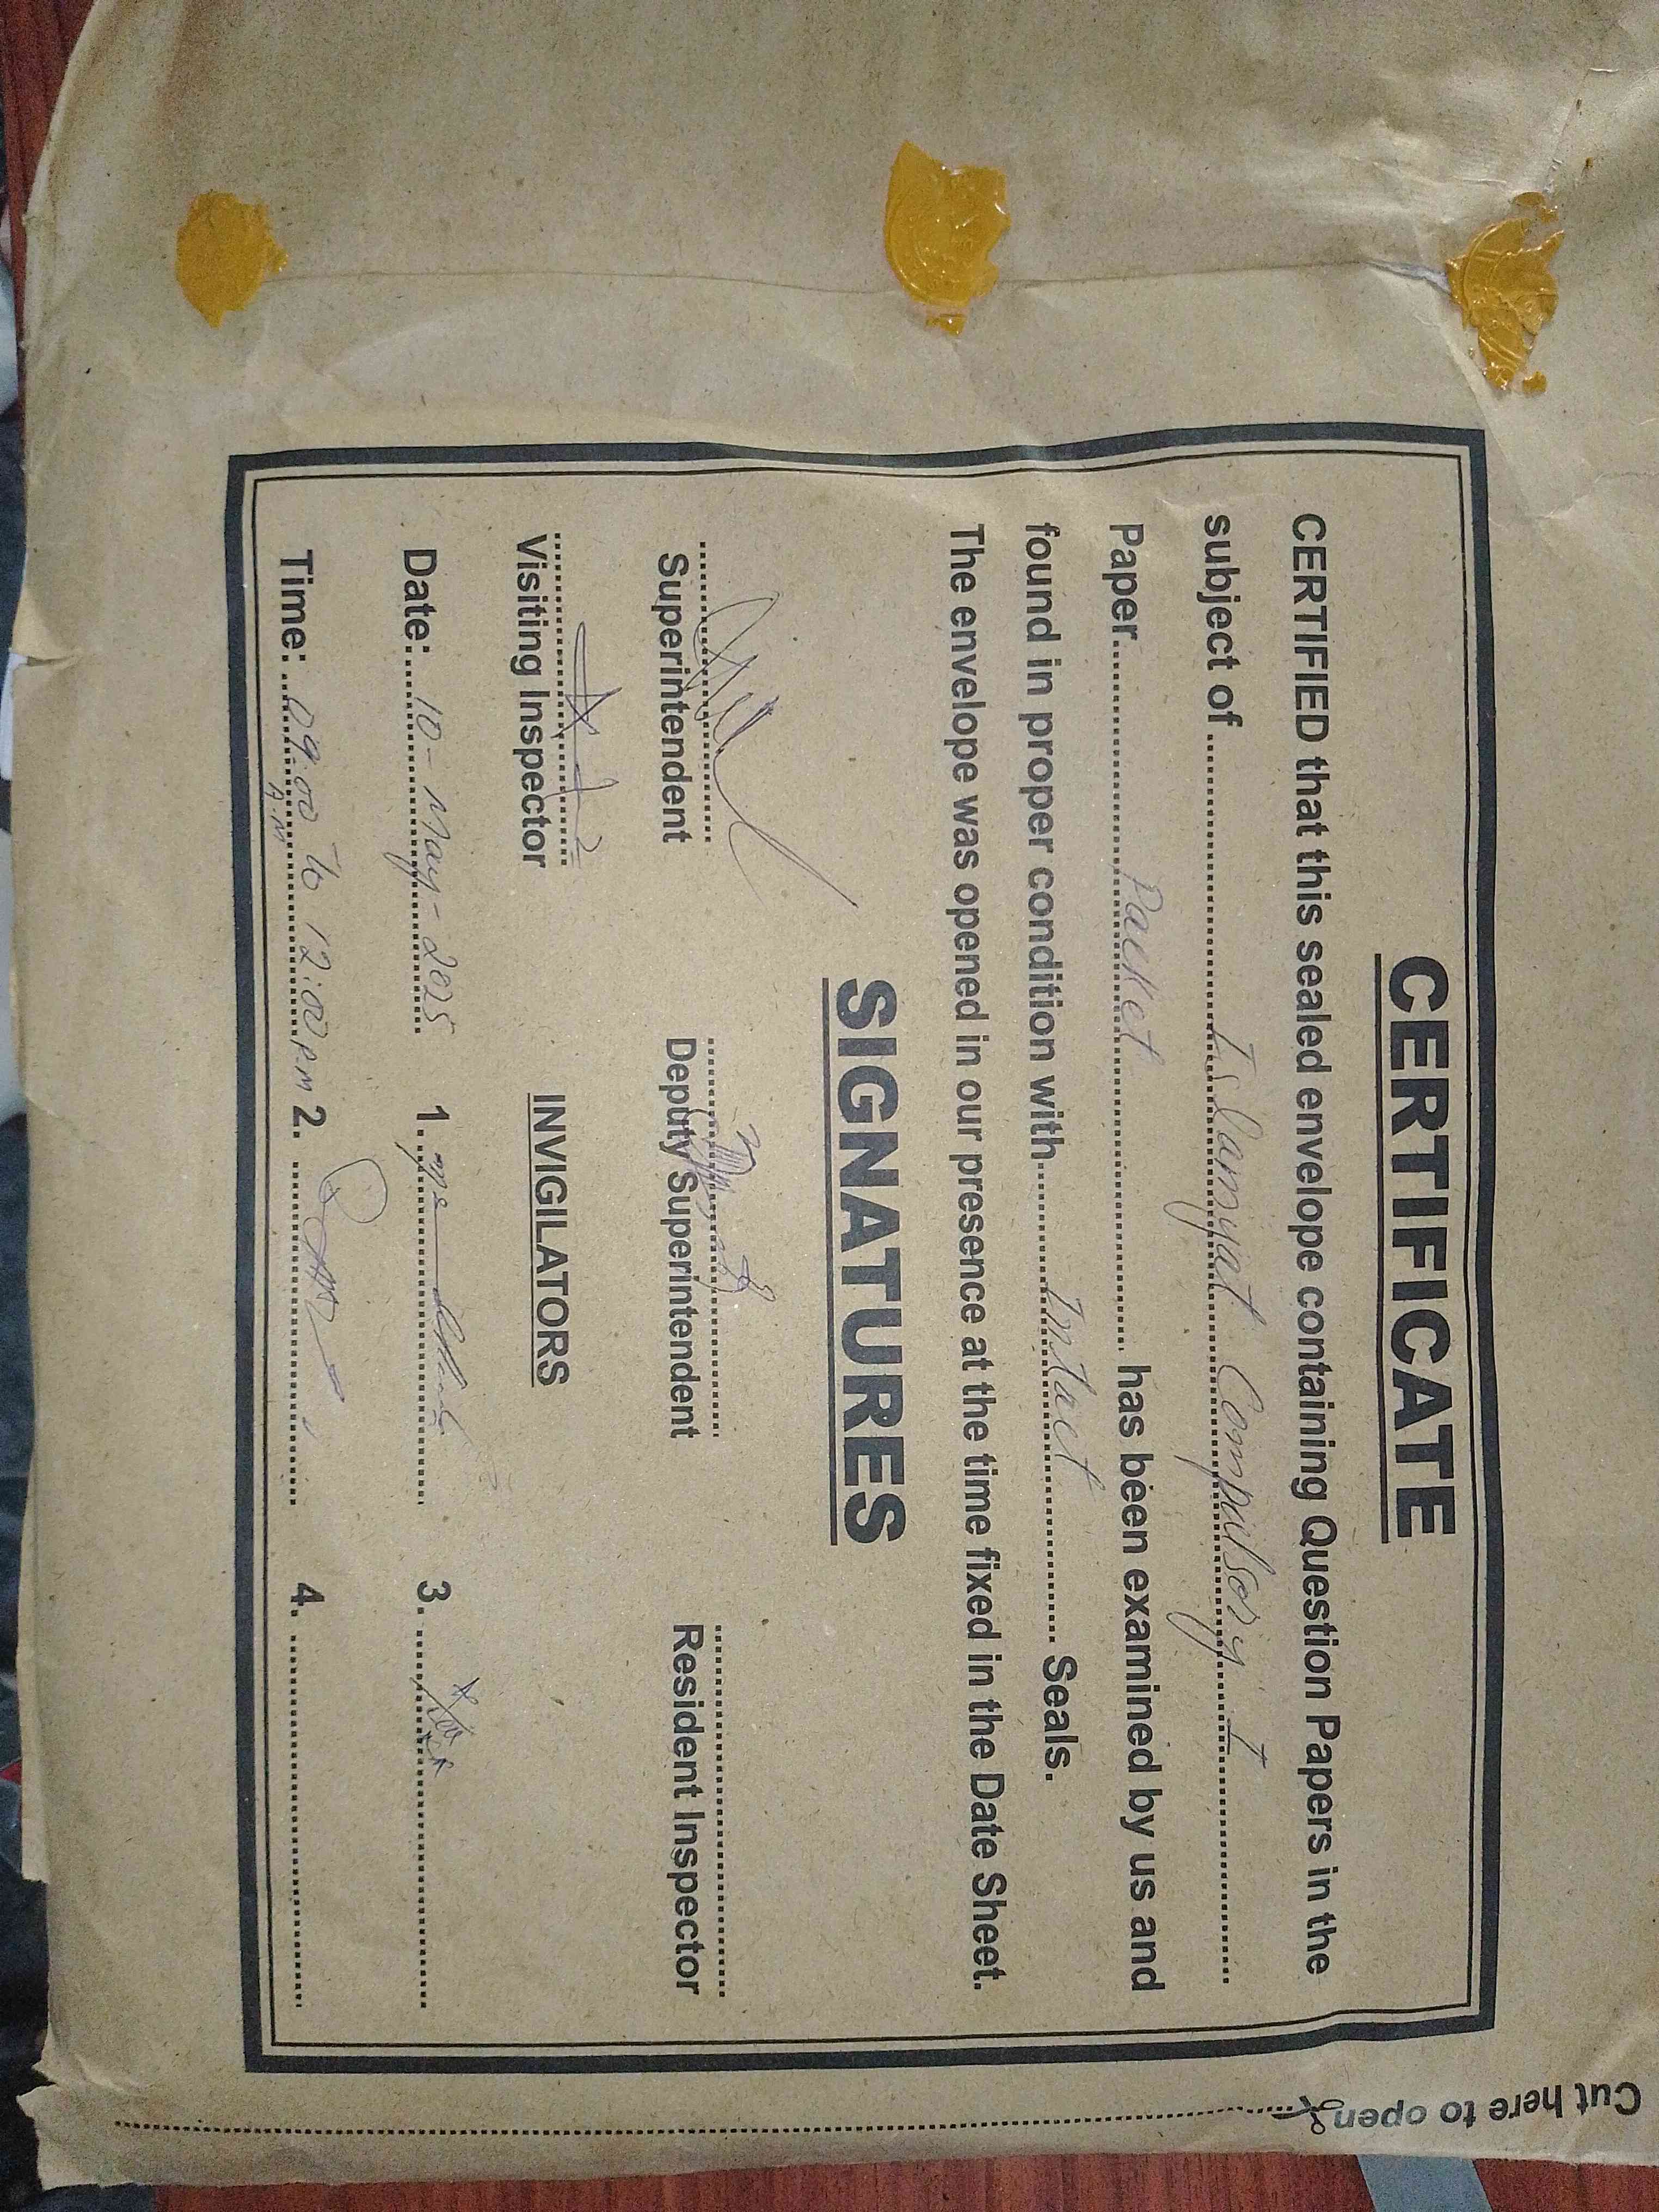 CERTIFICATE
CERTIFIED that this sealed envelope containing Question Papers in the
subject of ........ Islamyat Compulsory I ........
Paper ........ Packet ........ has been examined by us and
found in proper condition with ........ Intact ........ Seals.
The envelope was opened in our presence at the time fixed in the Date Sheet.
SIGNATURES
Superintendent Deputy Superintendent Resident Inspector
Visiting Inspector INVIGILATORS
Date: 10-May-2025 1. ........ 3. ........
Time: 09:00 A.M to 12:00 P.m 2. ........ 4. ........
Cut here to open